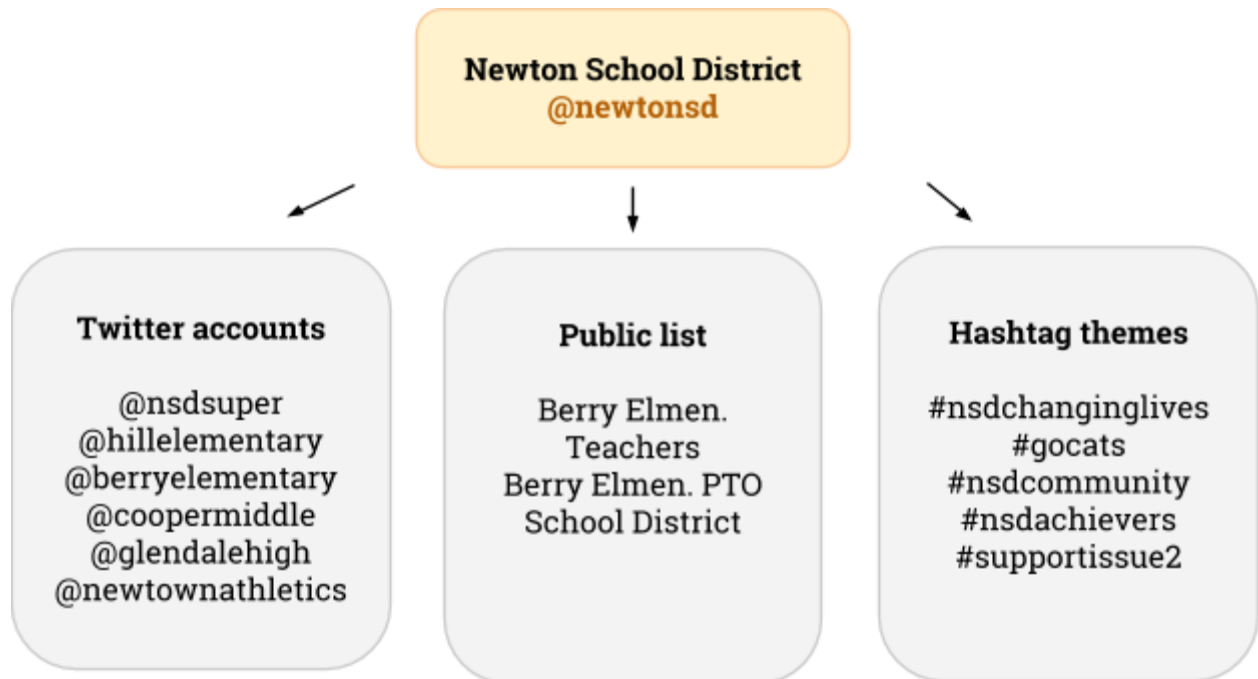 Newton School District
@newtonsd
Twitter accounts
@nsdsuper
@hillelementary
@berryelementary
@coopermiddle
@glendalehigh
@newtownathletics
Public list
Berry Elmen.
Teachers
Berry Elmen. PTO
School District
Hashtag themes
#nsdchanginglives
#gocats
#nsdcommunity
#nsdachievers
#supportissue2